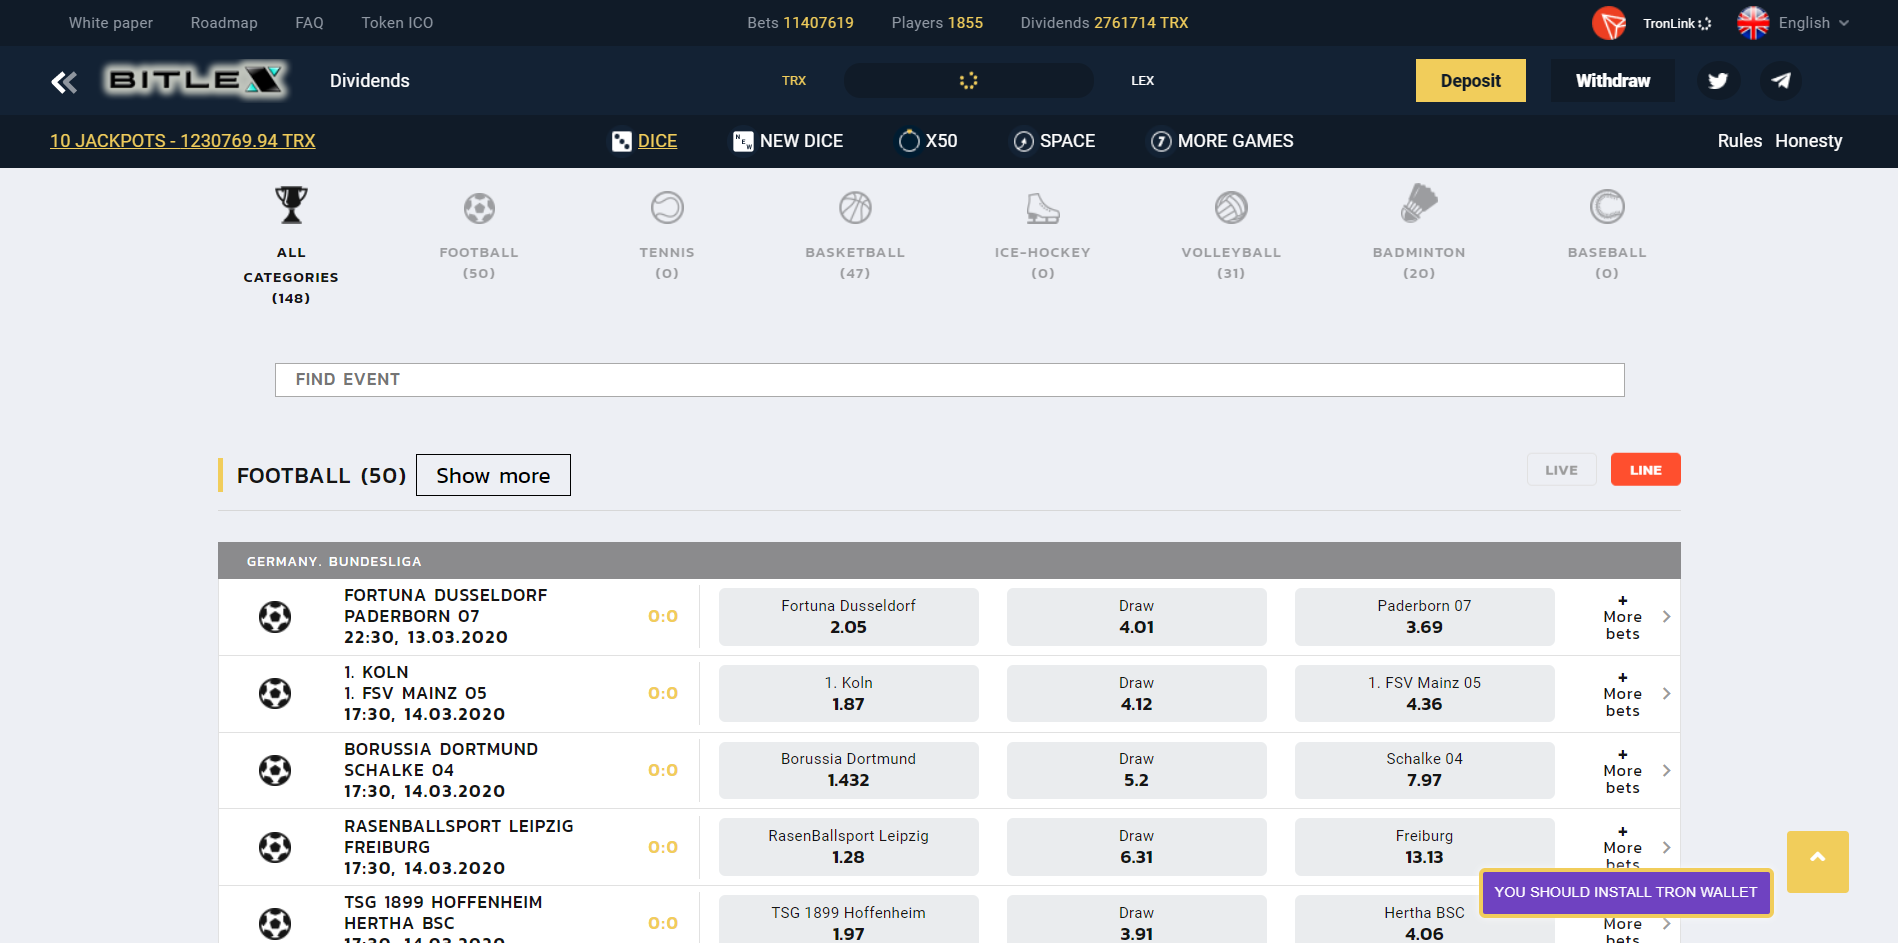 White paper Roadmap FAQ Token ICO Bets 11407619 Players 1855 Dividends 2761714 TRX TronLink English
BITLEX Dividends TRX LEX Deposit Withdraw
10 JACKPOTS - 1230769.94 TRX DICE NEW NEW DICE X50 SPACE 7 MORE GAMES Rules Honesty
ALL
CATEGORIES
(148)
FOOTBALL
(50)
TENNIS
(0)
BASKETBALL
(47)
ICE-HOCKEY
(0)
VOLLEYBALL
(31)
BADMINTON
(20)
BASEBALL
(0)
FIND EVENT
FOOTBALL (50) Show more LIVE LINE
GERMANY. BUNDESLIGA
FORTUNA DUSSELDORF
PADERBORN 07
22:30, 13.03.2020
0:0
Fortuna Dusseldorf
2.05
Draw
4.01
Paderborn 07
3.69
+
More
bets
1. KOLN
1. FSV MAINZ 05
17:30, 14.03.2020
0:0
1. Koln
1.87
Draw
4.12
1. FSV Mainz 05
4.36
+
More
bets
BORUSSIA DORTMUND
SCHALKE 04
17:30, 14.03.2020
0:0
Borussia Dortmund
1.432
Draw
5.2
Schalke 04
7.97
+
More
bets
RASENBALLSPORT LEIPZIG
FREIBURG
17:30, 14.03.2020
0:0
RasenBallsport Leipzig
1.28
Draw
6.31
Freiburg
13.13
+
More
bets
YOU SHOULD INSTALL TRON WALLET
TSG 1899 HOFFENHEIM
HERTHA BSC
17:30, 14.03.2020
0:0
TSG 1899 Hoffenheim
1.97
Draw
3.91
Hertha BSC
4.06
More
bets